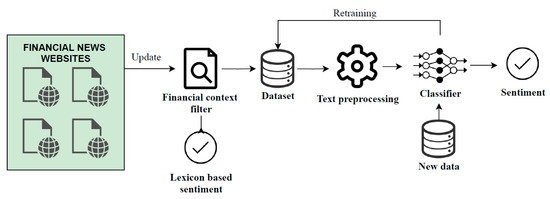 FINANCIAL NEWS
WEBSITES
Update
Retraining
Financial context
filter
Dataset
Text preprocessing
Classifier
Sentiment
Lexicon based
sentiment
New data